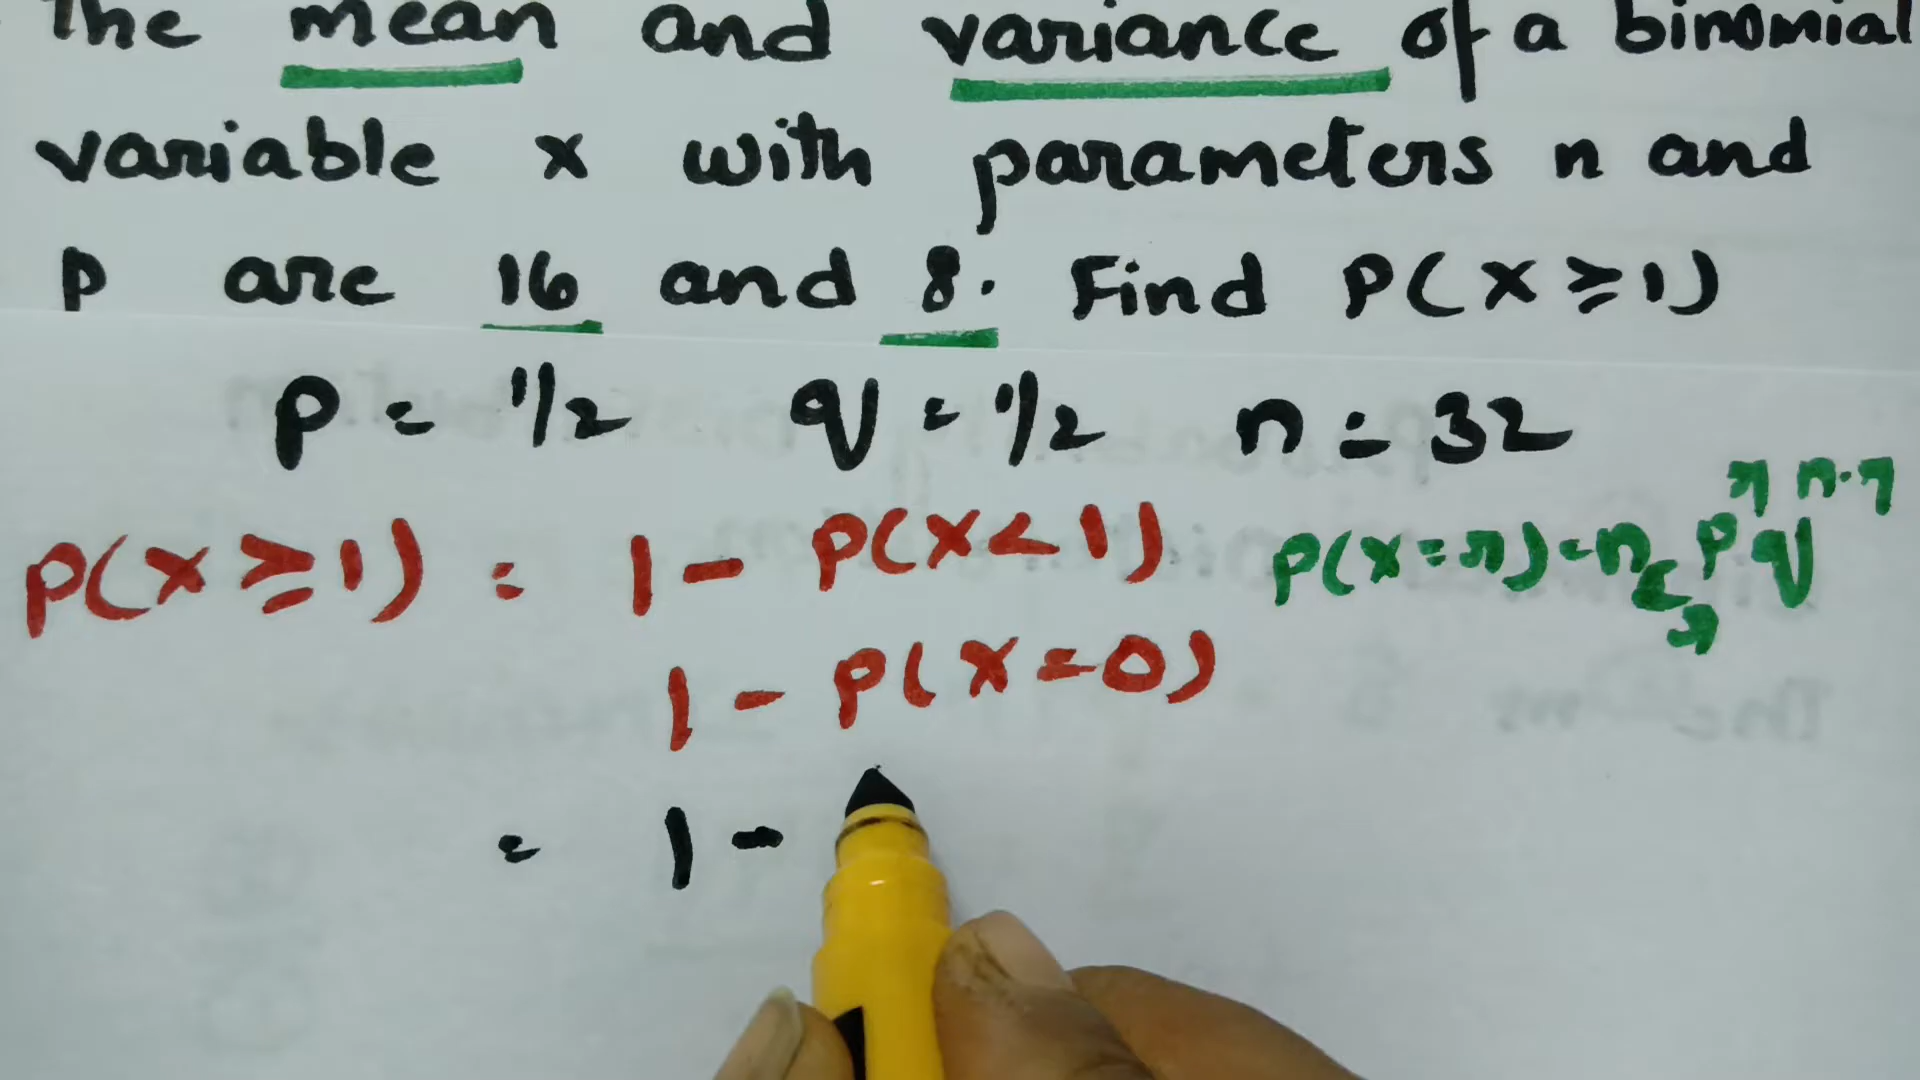 The mean and variance of a binomial
variable x with parameters n and
p are 16 and 8. Find P(X ≥ 1)
p = 1/2 q = 1/2 n = 32
P(X ≥ 1) = 1 - P(X < 1) P(X = r) = nCr p^r q^n-r
1 - P(X = 0)
= 1 -